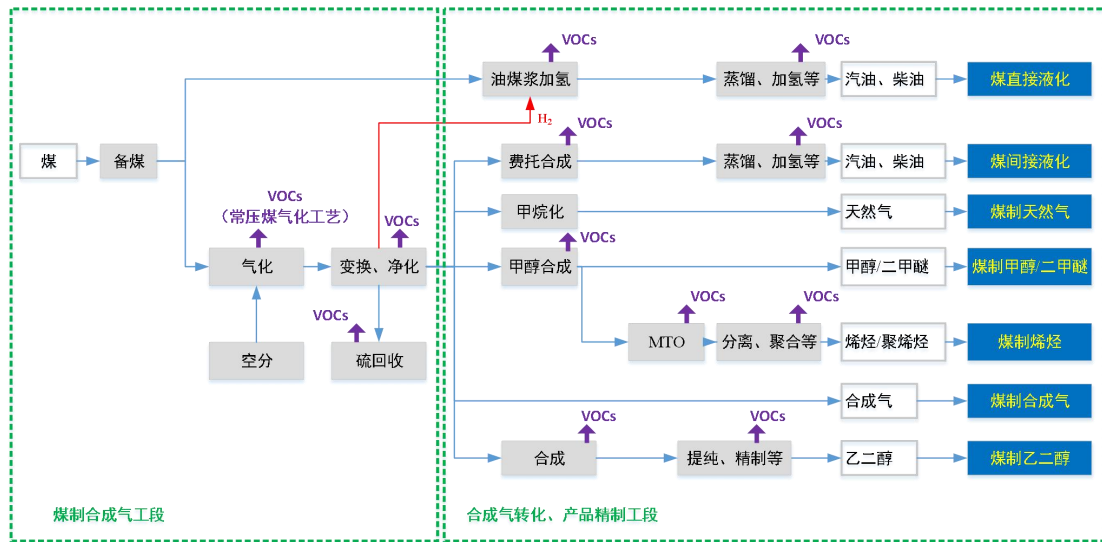 VOCs
VOCs
油煤浆加氢
蒸馏、加氢等
汽油、柴油
煤直接液化
H2
VOCs
VOCs
煤
备煤
费托合成
蒸馏、加氢等
汽油、柴油
煤间接液化
VOCs
（常压煤气化工艺）
VOCs
甲烷化
天然气
煤制天然气
VOCs
气化
变换、净化
甲醇合成
甲醇/二甲醚
煤制甲醇/二甲醚
VOCs
VOCs
VOCs
空分
硫回收
MTO
分离、聚合等
烯烃/聚烯烃
煤制烯烃
合成气
煤制合成气
VOCs
VOCs
合成
提纯、精制等
乙二醇
煤制乙二醇
煤制合成气工段
合成气转化、产品精制工段